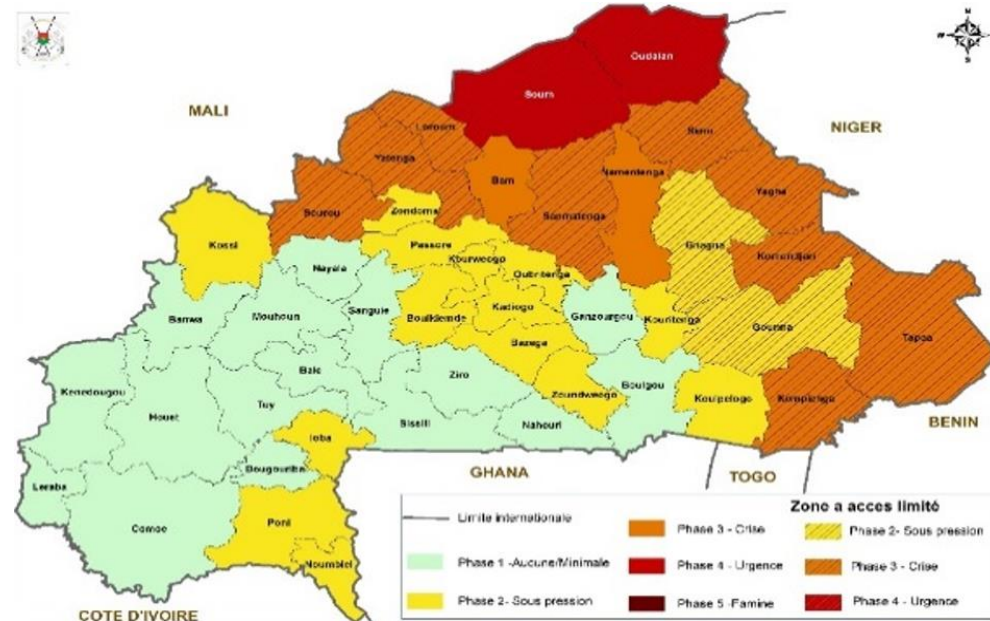 N
W
E
S
Oudalan
Soum
MALI
NIGER
Loroum
Seno
Yatenga
Bam
Namentenga
Yagha
Sourou
Zondoma
Sanmatenga
Kossi
Passore
Gnagna
Komondjari
Kourweogo
Nayala
Oubritenga
Sanguie
Kadiogo
Banwa
Mouhoun
Boulkiemde
Ganzourgou
Kouritenga
Gourma
Tapoa
Bazega
Bale
Ziro
Boulgou
Kenedougou
Zoundweogo
Koulpelogo
Kompienga
Houet
Tuy
Sissili
Nahouri
Ioba
BENIN
Bougouriba
GHANA
TOGO
Leraba
Comoe
Poni
Noumbiel
COTE D'IVOIRE
Zone a acces limité
Limite internationale
Phase 3 - Crise
Phase 2- Sous pression
Phase 1 -Aucune/Minimale
Phase 4 - Urgence
Phase 3 - Crise
Phase 2- Sous pression
Phase 5 -Famine
Phase 4 - Urgence